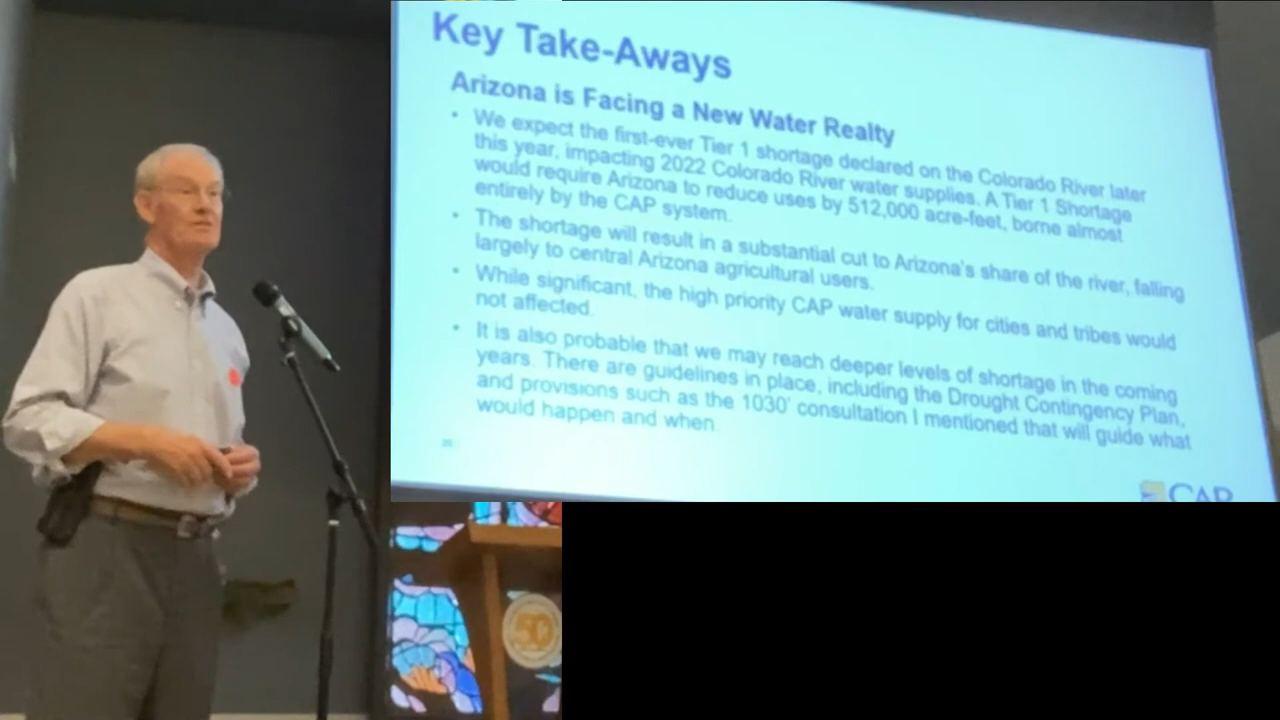 Key Take-Aways
Arizona is Facing a New Water Realty
• We expect the first-ever Tier 1 shortage declared on the Colorado River later
this year, impacting 2022 Colorado River water supplies. A Tier 1 Shortage
would require Arizona to reduce uses by 512,000 acre-feet, borne almost
entirely by the CAP system.
• The shortage will result in a substantial cut to Arizona's share of the river, falling
largely to central Arizona agricultural users.
• While significant, the high priority CAP water supply for cities and tribes would
not affected.
• It is also probable that we may reach deeper levels of shortage in the coming
years. There are guidelines in place, including the Drought Contingency Plan,
and provisions such as the 1030' consultation I mentioned that will guide what
would happen and when.
CAP
50